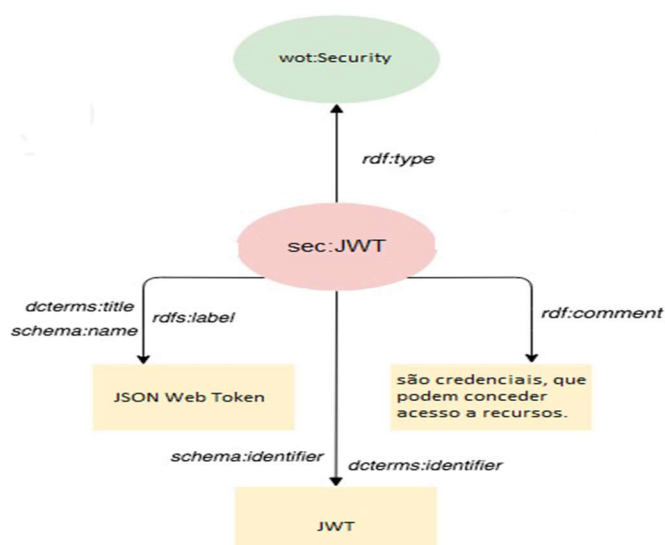 wot:Security
rdf:type
sec:JWT
dcterms:title
schema:name
rdfs:label
rdf:comment
JSON Web Token
são credenciais, que
podem conceder
acesso a recursos.
schema:identifier
dcterms:identifier
JWT